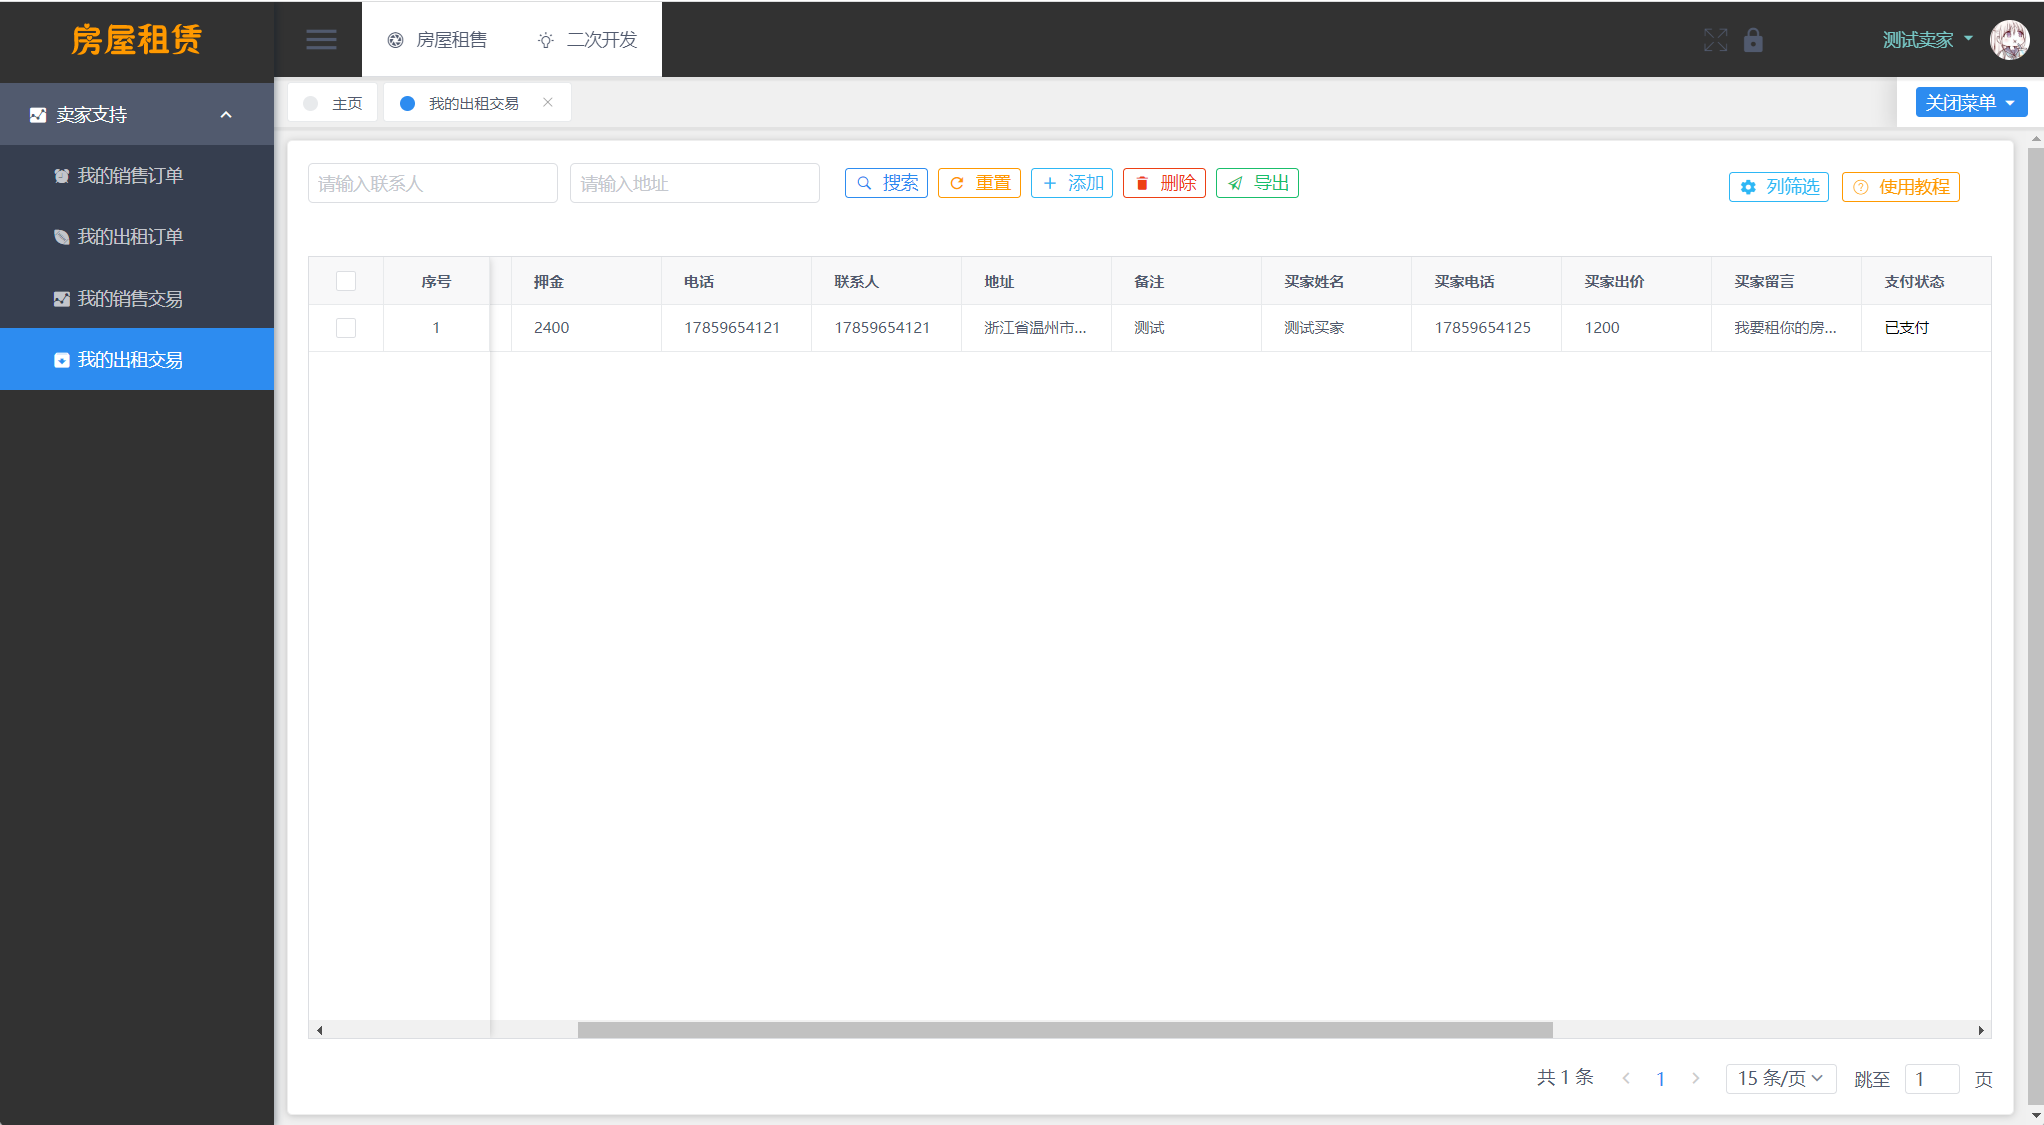 房屋租赁
房屋租售
二次开发
测试卖家
卖家支持
我的销售订单
我的出租订单
我的销售交易
我的出租交易
主页
我的出租交易
关闭菜单
请输入联系人
请输入地址
搜索
重置
添加
删除
导出
列筛选
使用教程
序号 押金 电话 联系人 地址 备注 买家姓名 买家电话 买家出价 买家留言 支付状态
1 2400 17859654121 17859654121 浙江省温州市... 测试 测试买家 17859654125 1200 我要租你的房... 已支付
共 1 条 1 15 条/页 跳至 1 页